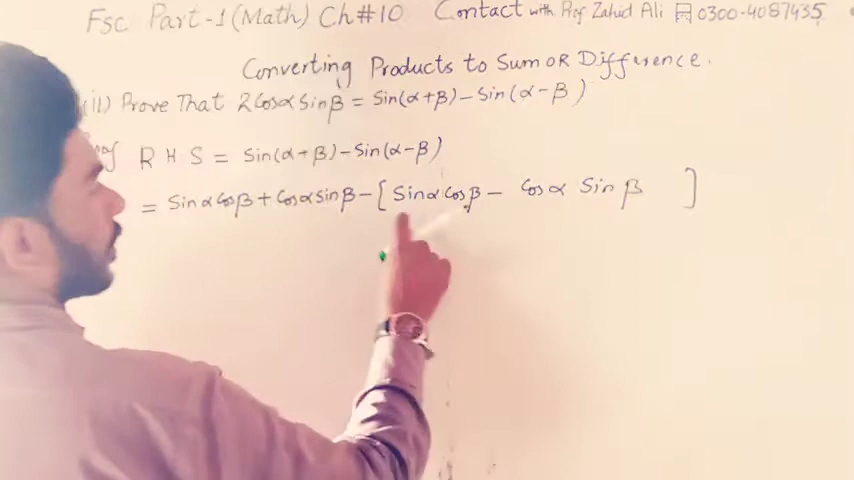 Fsc Part-1 (Math) Ch#10 Contact with Prof Zahid Ali 0300-4087435
Converting Products to Sum OR Difference.
ii) Prove That 2Cosα Sinβ = Sin(α+β) - Sin(α-β)
R H S = Sin(α+β) - Sin(α-β)
= Sinα Cosβ + Cosα Sinβ - [ Sinα Cosβ - Cosα Sinβ ]